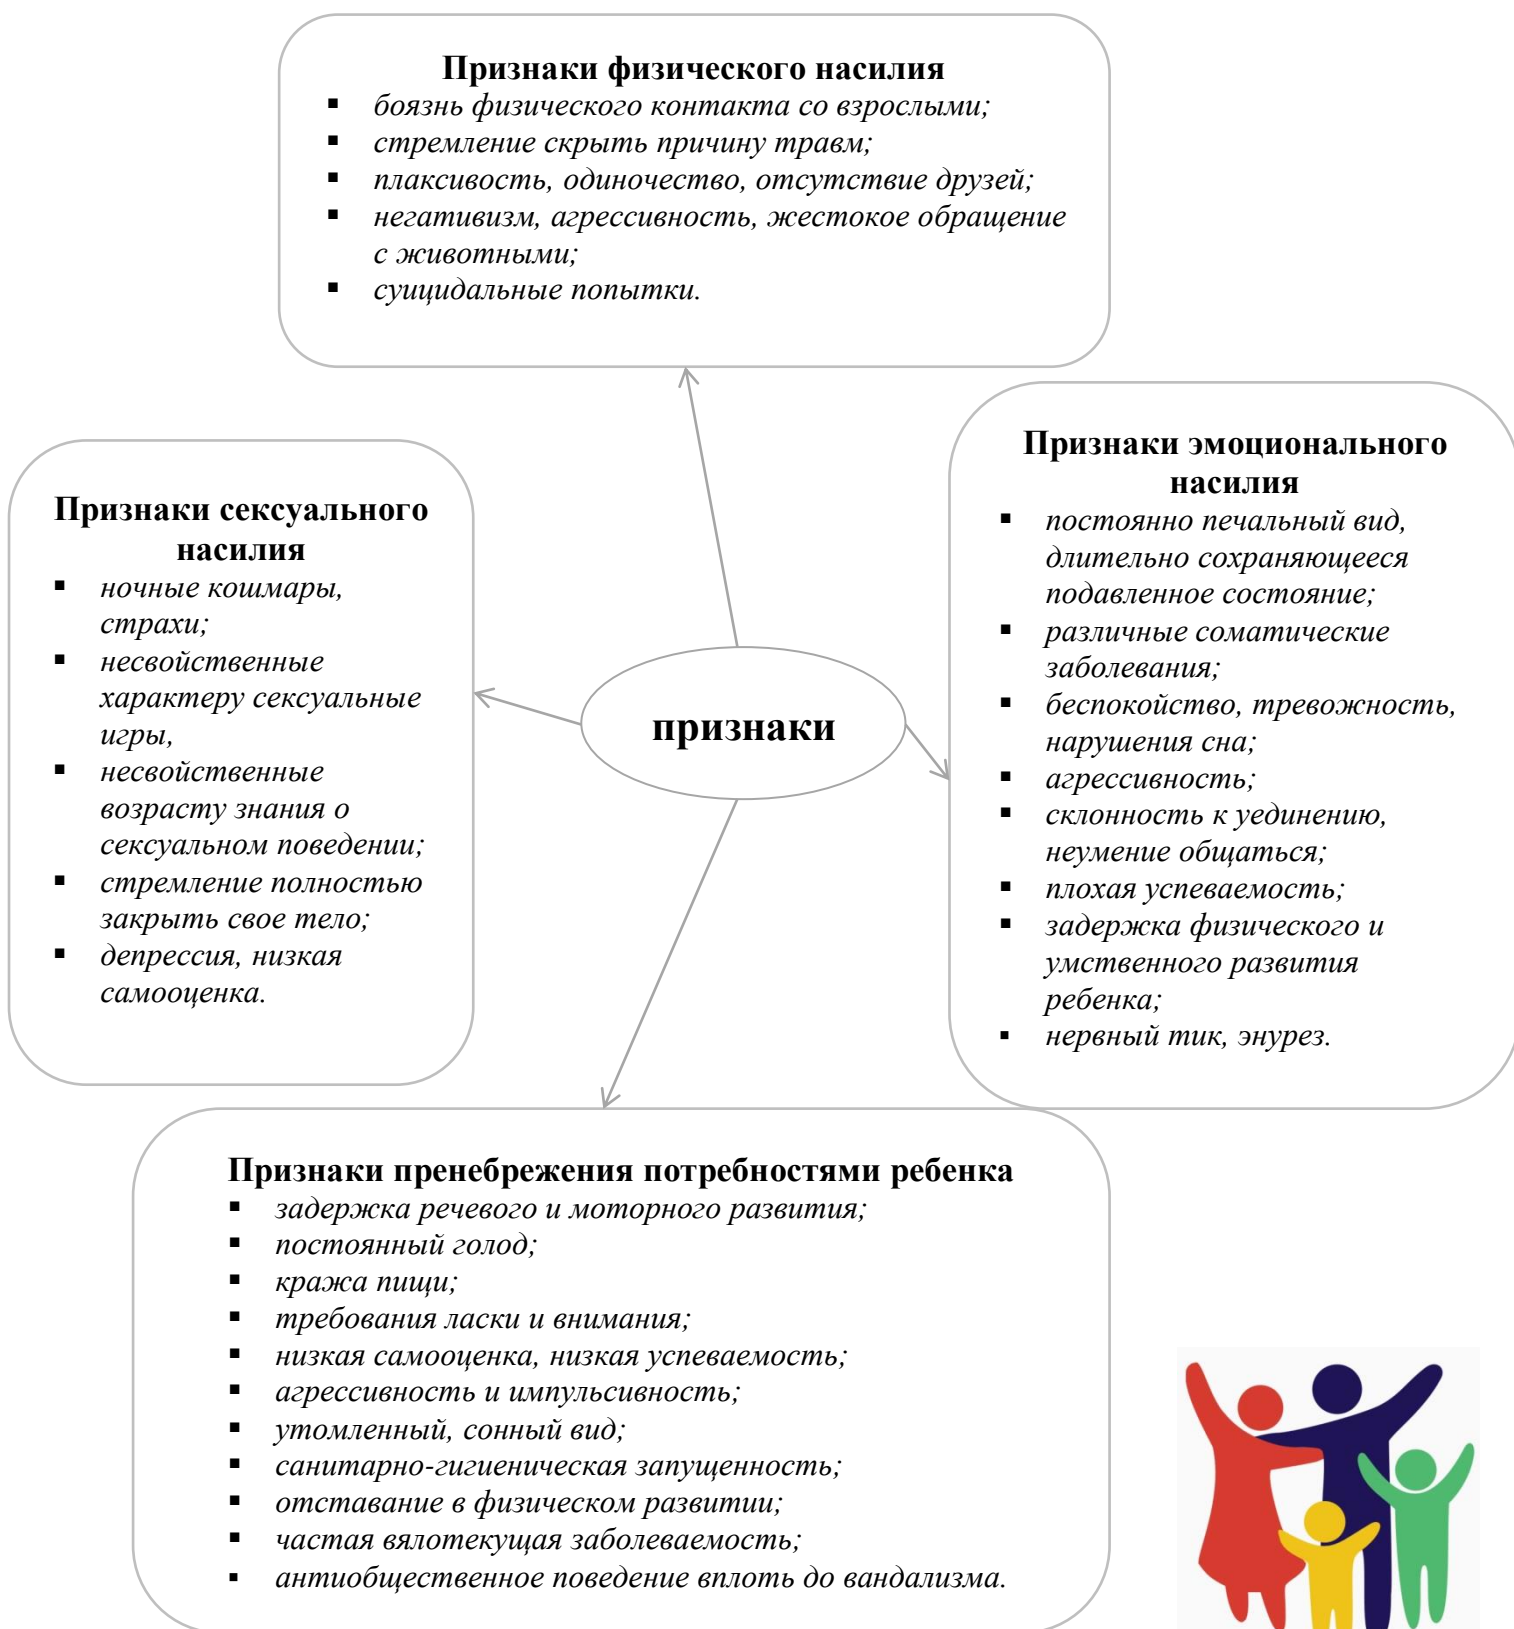 Признаки физического насилия
▪ боязнь физического контакта со взрослыми;
▪ стремление скрыть причину травм;
▪ плаксивость, одиночество, отсутствие друзей;
▪ негативизм, агрессивность, жестокое обращение
с животными;
▪ суицидальные попытки.
Признаки сексуального
насилия
▪ ночные кошмары,
страхи;
▪ несвойственные
характеру сексуальные
игры,
▪ несвойственные
возрасту знания о
сексуальном поведении;
▪ стремление полностью
закрыть свое тело;
▪ депрессия, низкая
самооценка.
признаки
Признаки эмоционального
насилия
▪ постоянно печальный вид,
длительно сохраняющееся
подавленное состояние;
▪ различные соматические
заболевания;
▪ беспокойство, тревожность,
нарушения сна;
▪ агрессивность;
▪ склонность к уединению,
неумение общаться;
▪ плохая успеваемость;
▪ задержка физического и
умственного развития
ребенка;
▪ нервный тик, энурез.
Признаки пренебрежения потребностями ребенка
▪ задержка речевого и моторного развития;
▪ постоянный голод;
▪ кража пищи;
▪ требования ласки и внимания;
▪ низкая самооценка, низкая успеваемость;
▪ агрессивность и импульсивность;
▪ утомленный, сонный вид;
▪ санитарно-гигиеническая запущенность;
▪ отставание в физическом развитии;
▪ частая вялотекущая заболеваемость;
▪ антиобщественное поведение вплоть до вандализма.